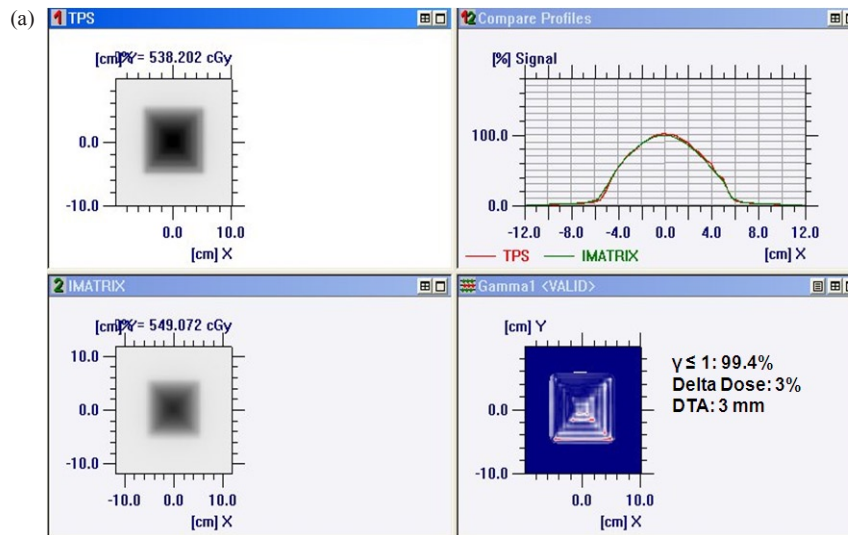 (a)
1 TPS
[cm] Y = 538.202 cGy
0.0
-10.0
0.0 10.0
[cm] X
12 Compare Profiles
[%] Signal
100.0
0.0
-12.0 -8.0 -4.0 0.0 4.0 8.0 12.0
TPS IMATRIX [cm] X
2 IMATRIX
= 549.072 cGy
10.0
0.0
-10.0
-10.0 0.0 10.0
[cm] X
Gamma1 <VALID>
[cm] Y
10.0
0.0
-10.0
0.0 10.0
[cm] X
γ ≤ 1: 99.4%
Delta Dose: 3%
DTA: 3 mm